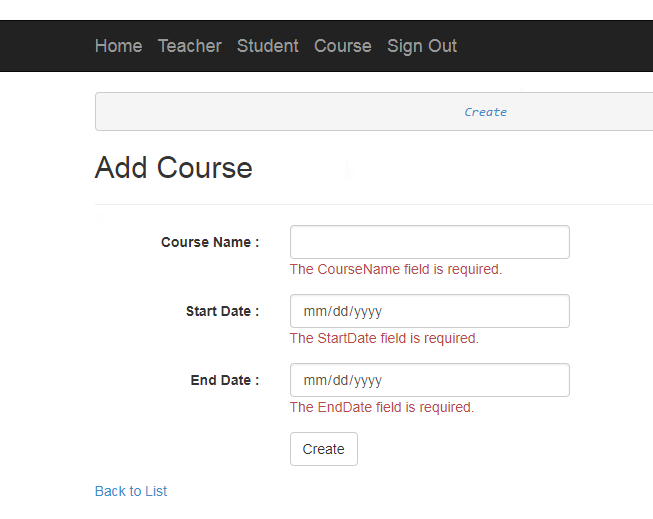 Home Teacher Student Course Sign Out
Create
Add Course
Course Name :
The CourseName field is required.
Start Date : mm/dd/yyyy
The StartDate field is required.
End Date : mm/dd/yyyy
The EndDate field is required.
Create
Back to List